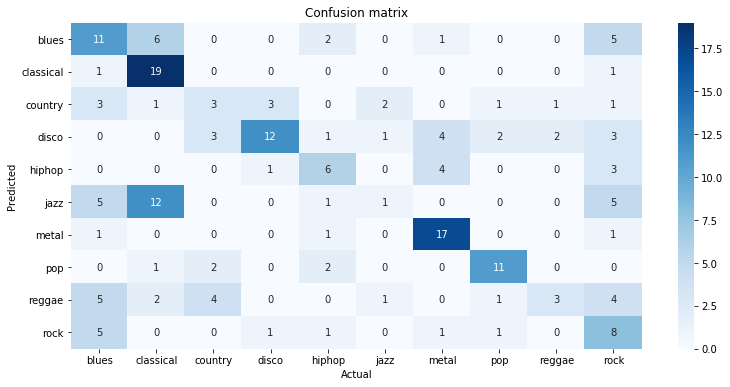 Confusion matrix
blues 11 6 0 0 2 0 1 0 0 5
classical 1 19 0 0 0 0 0 0 0 1
country 3 1 3 3 0 2 0 1 1 1
disco 0 0 3 12 1 1 4 2 2 3
hiphop 0 0 0 1 6 0 4 0 0 3
jazz 5 12 0 0 1 1 0 0 0 5
metal 1 0 0 0 1 0 17 0 0 1
pop 0 1 2 0 2 0 0 11 0 0
reggae 5 2 4 0 0 1 0 1 3 4
rock 5 0 0 1 1 0 1 1 0 8
blues classical country disco hiphop jazz metal pop reggae rock
Actual
Predicted
17.5
15.0
12.5
10.0
7.5
5.0
2.5
0.0